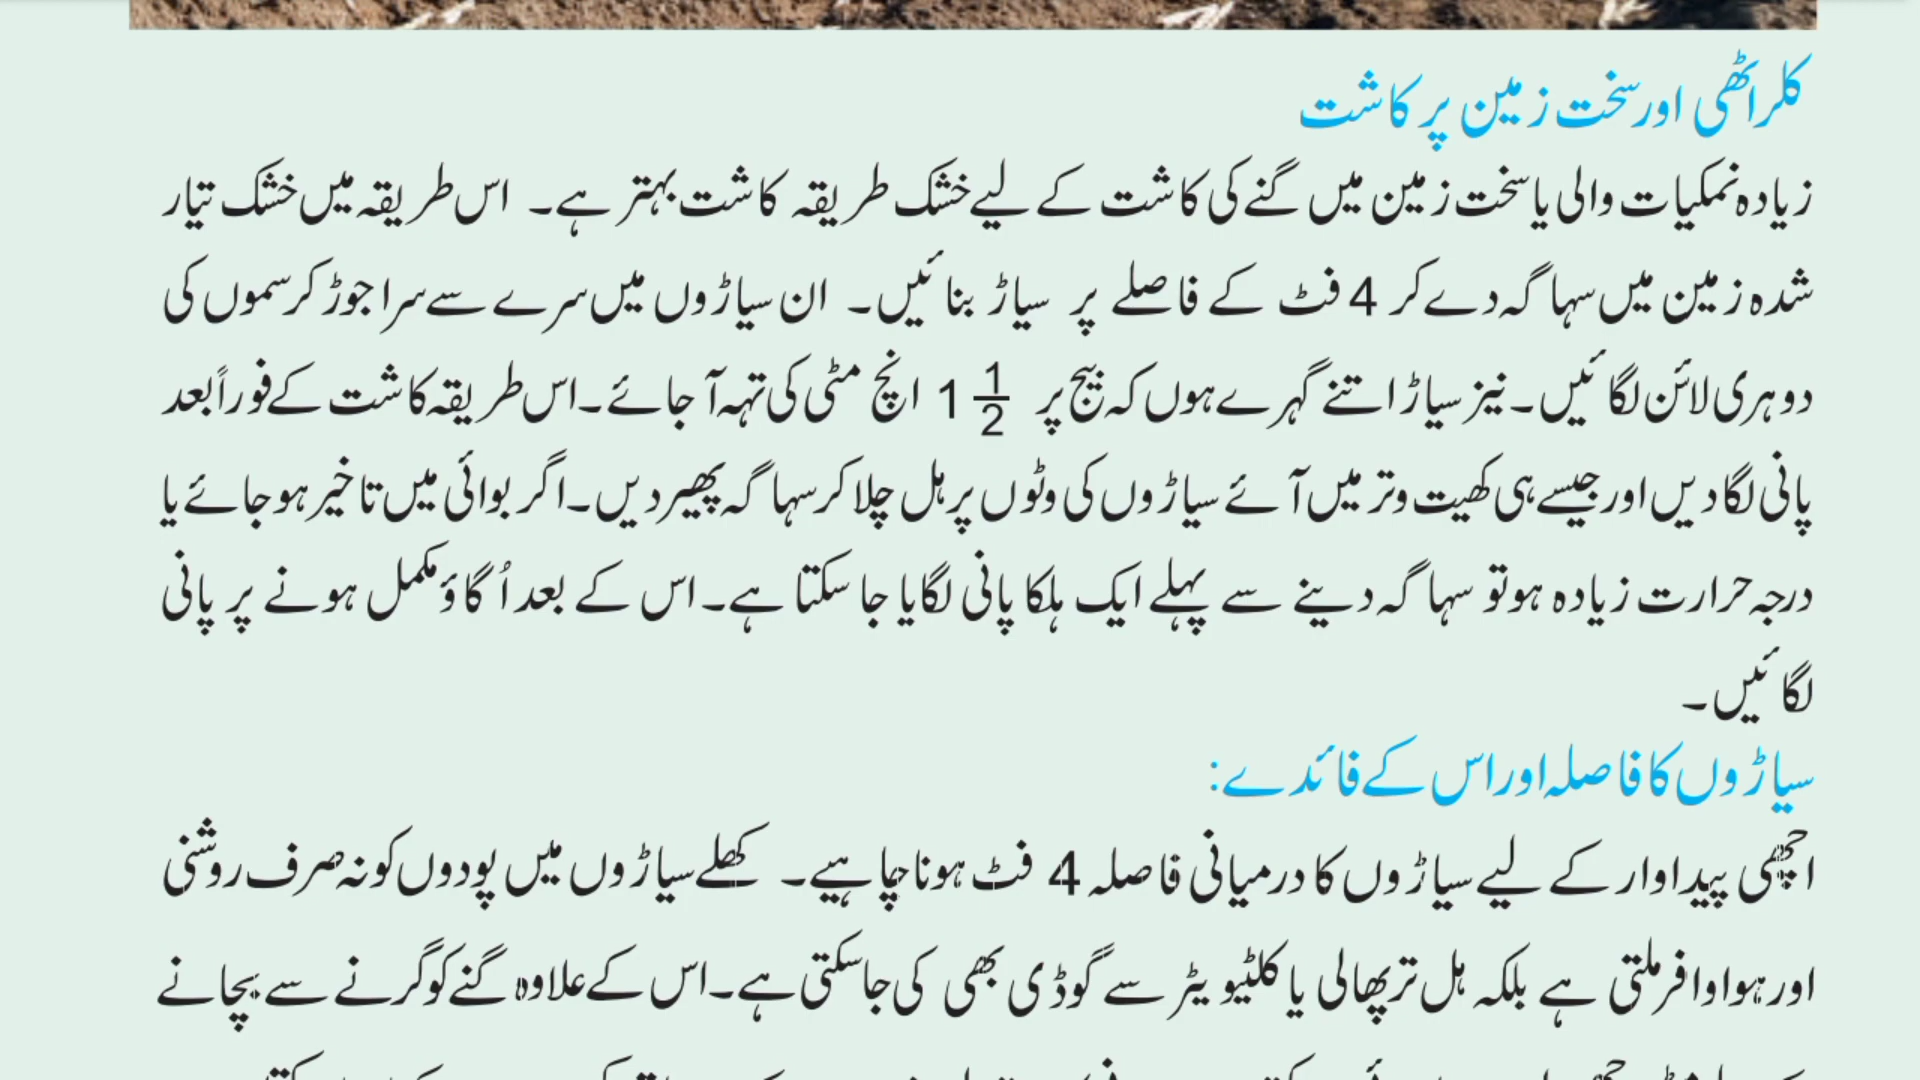 کلراٹھی اور سخت زمین پر کاشت
زیادہ نمکیات والی یا سخت زمین میں گنے کی کاشت کے لیے خشک طریقہ کاشت بہتر ہے۔ اس طریقہ میں خشک تیار
شدہ زمین میں سہاگہ دے کر 4 فٹ کے فاصلے پر سیاڑ بنائیں۔ ان سیاڑوں میں سرے سے سرا جوڑ کر سموں کی
دوہری لائن لگائیں۔ نیز سیاڑ اتنے گہرے ہوں کہ بیج پر 1 1/2 انچ مٹی کی تہہ آ جائے۔ اس طریقہ کاشت کے فوراً بعد
پانی لگا دیں اور جیسے ہی کھیت وتر میں آئے سیاڑوں کی وٹوں پر ہل چلا کر سہاگہ پھیر دیں۔ اگر بوائی میں تاخیر ہو جائے یا
درجہ حرارت زیادہ ہو تو سہاگہ دینے سے پہلے ایک ہلکا پانی لگایا جا سکتا ہے۔ اس کے بعد اُگاؤ مکمل ہونے پر پانی
لگائیں۔
سیاڑوں کا فاصلہ اور اس کے فائدے:
اچھی پیداوار کے لیے سیاڑوں کا درمیانی فاصلہ 4 فٹ ہونا چاہیے۔ کھلے سیاڑوں میں پودوں کو نہ صرف روشنی
اور ہوا وافر ملتی ہے بلکہ ہل ترپھالی یا کلٹیویٹر سے گوڈی بھی کی جاسکتی ہے۔ اس کے علاوہ گنے کو گرنے سے بچانے